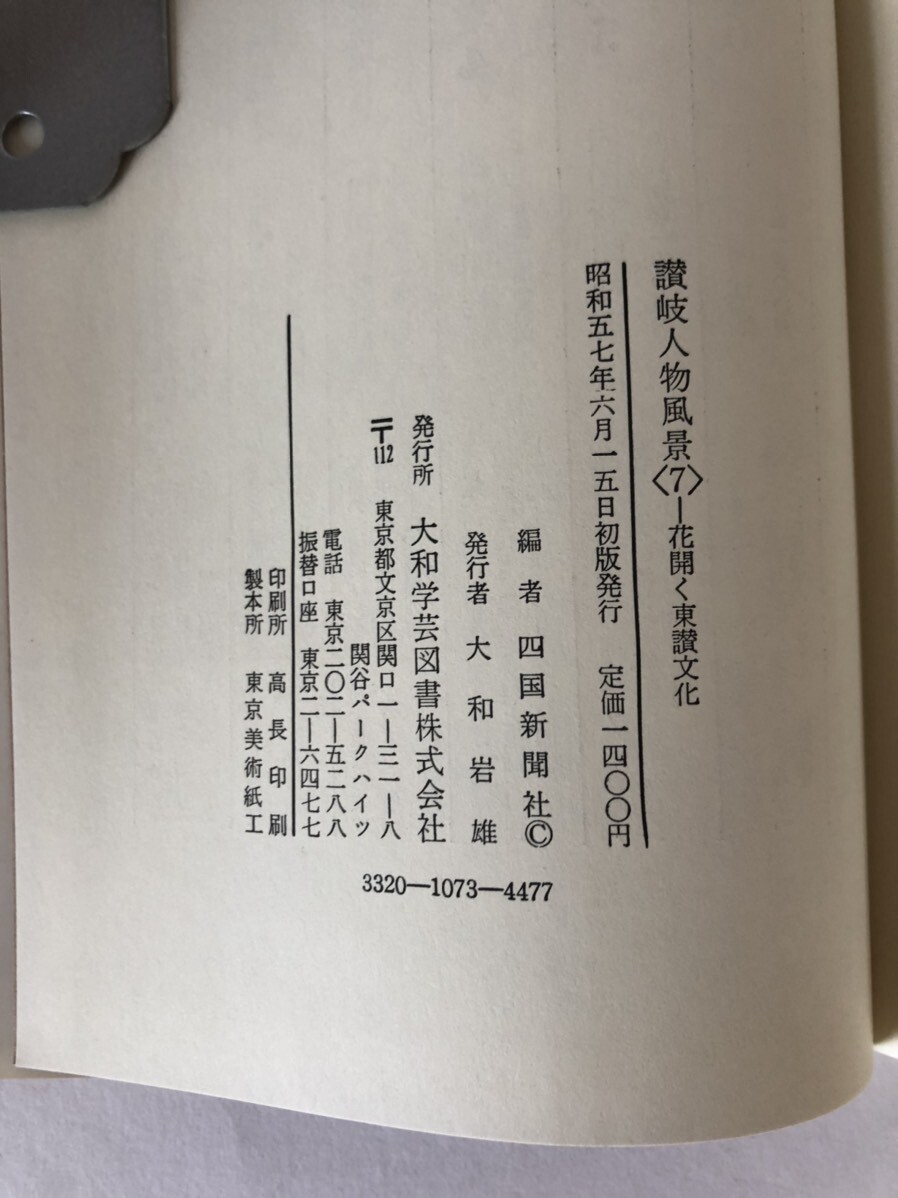 讃岐人物風景〈7〉―花開く東讃文化
昭和五七年六月一五日初版発行　定価一四〇〇円
編者　四国新聞社©
発行者　大和岩雄
発行所　大和学芸図書株式会社
〒112　東京都文京区関口一―三一―八
関谷パークハイツ
電話　東京二〇二―五二八八
振替口座　東京二―六四七七
印刷所　高長印刷
製本所　東京美術紙工
3320―1073―4477